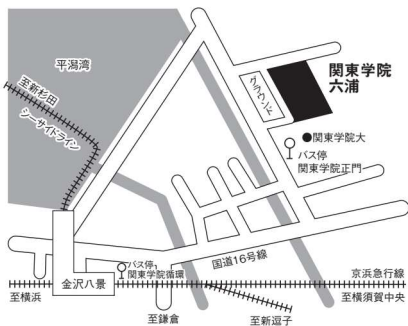 平潟湾
至新杉田
シーサイドライン
グラウンド
関東学院
六浦
●関東学院大
バス停
関東学院正門
国道16号線
バス停
関東学院循環
金沢八景
京浜急行線
至横浜
至横須賀中央
至鎌倉
至新逗子